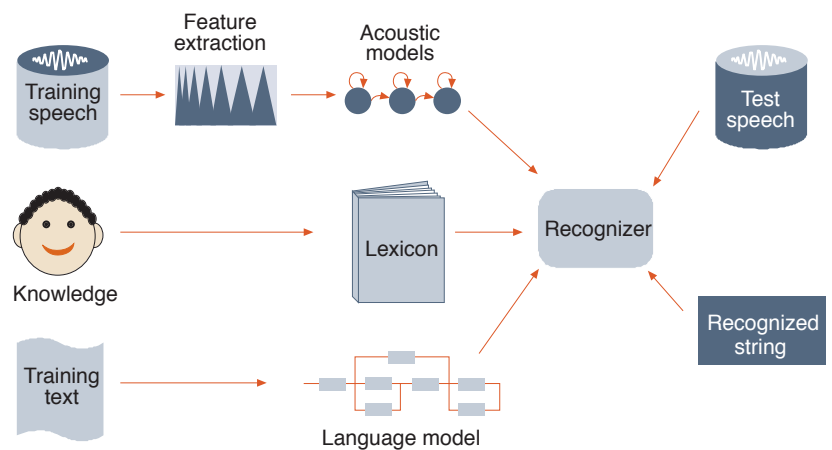 Feature
extraction
Acoustic
models
Training
speech
Test
speech
Lexicon
Recognizer
Knowledge
Recognized
string
Training
text
Language model